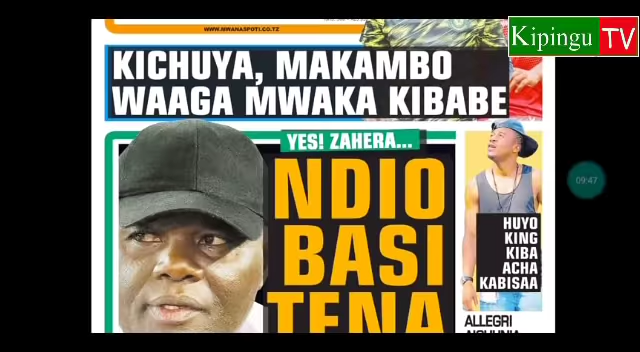 WWW.MWANASPOTI.CO.TZ
Kipingu TV
KICHUYA, MAKAMBO
WAAGA MWAKA KIBABE
YES! ZAHERA...
NDIO
BASI
TENA
09:47
HUYO
KING
KIBA
ACHA
KABISAA
ALLEGRI